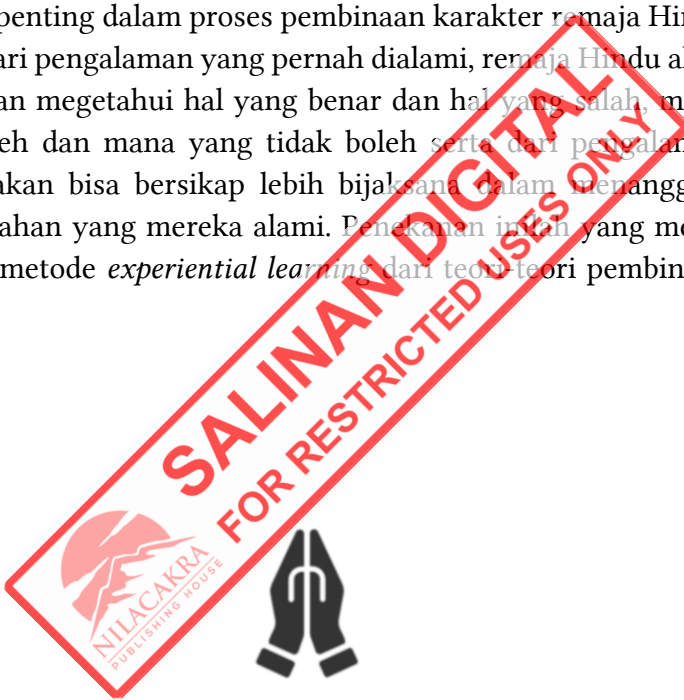 penting dalam proses pembinaan karakter remaja Hin
ari pengalaman yang pernah dialami, remaja Hindu a
an megetahui hal yang benar dan hal yang salah, m
eh dan mana yang tidak boleh serta dari pengalan
akan bisa bersikap lebih bijaksana dalam menangg
ahan yang mereka alami. Penekanan inilah yang me
metode experiential learning dari teori-teori pembin
SALINAN DIGITAL
FOR RESTRICTED USES ONLY
NILACAKRA
PUBLISHING HOUSE